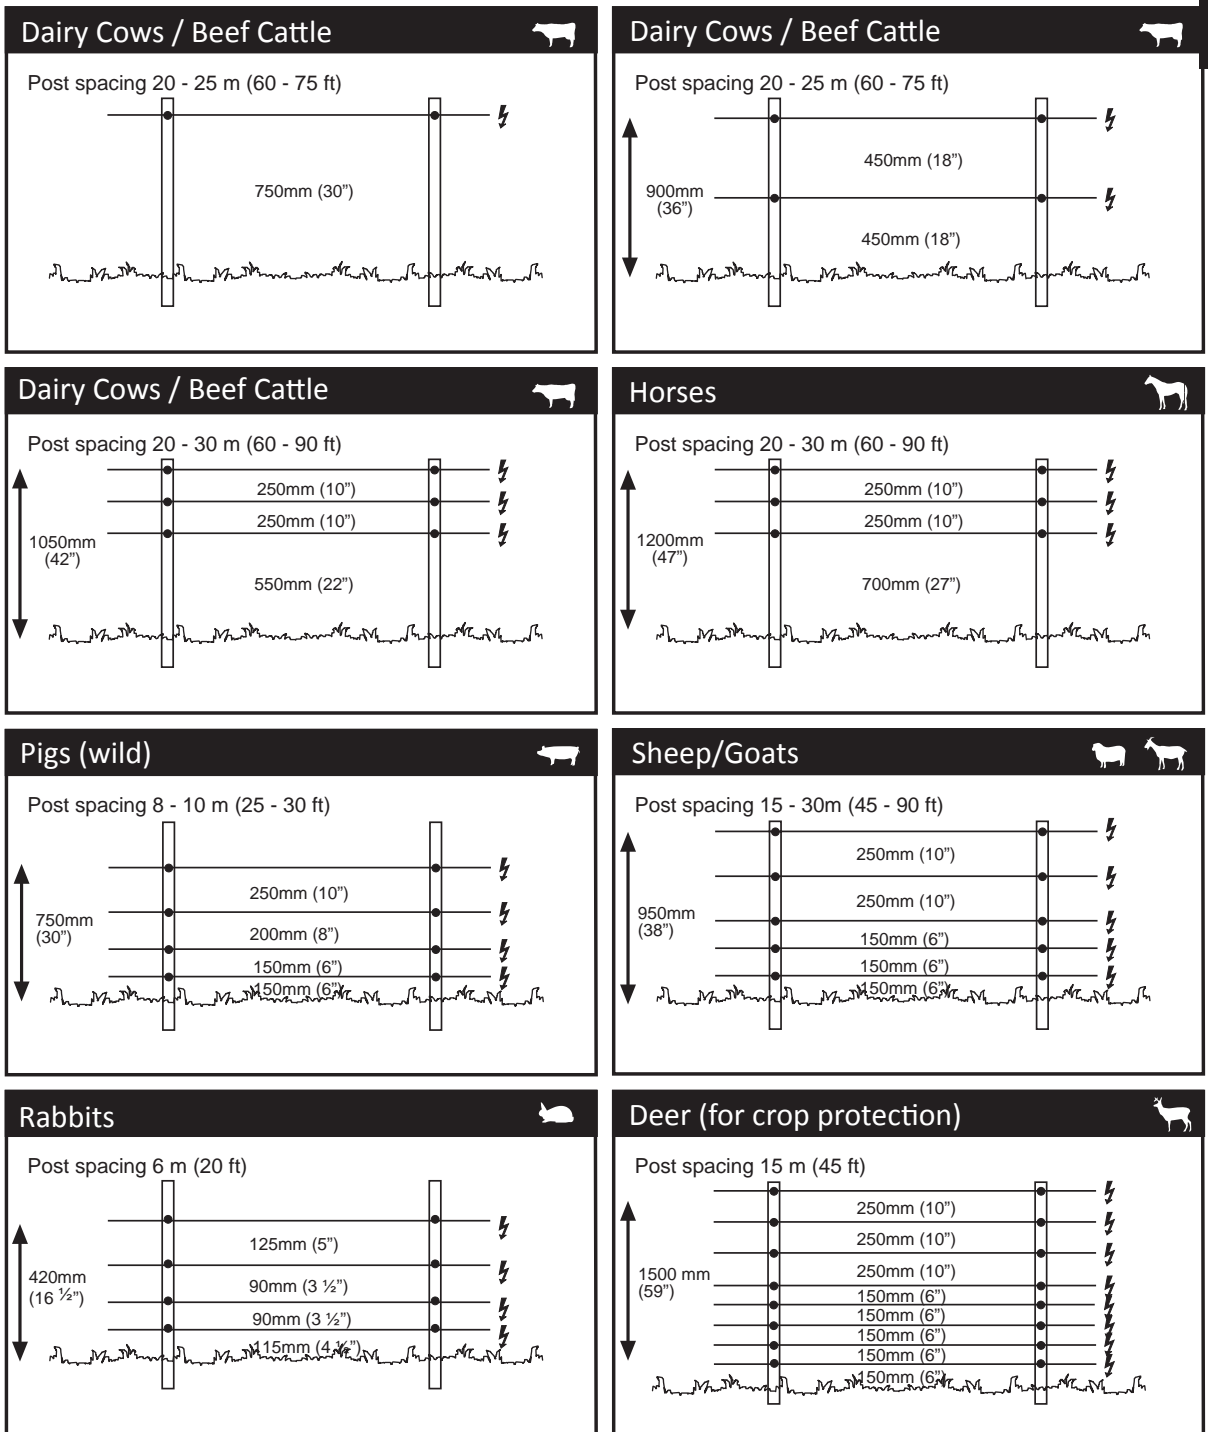 Dairy Cows / Beef Cattle
Post spacing 20 - 25 m (60 - 75 ft)
750mm (30”)
Dairy Cows / Beef Cattle
Post spacing 20 - 25 m (60 - 75 ft)
450mm (18”)
900mm
(36”)
450mm (18”)
Dairy Cows / Beef Cattle
Post spacing 20 - 30 m (60 - 90 ft)
250mm (10”)
250mm (10”)
1050mm
(42”)
550mm (22”)
Horses
Post spacing 20 - 30 m (60 - 90 ft)
250mm (10”)
250mm (10”)
1200mm
(47”)
700mm (27”)
Pigs (wild)
Post spacing 8 - 10 m (25 - 30 ft)
250mm (10”)
750mm
(30”)
200mm (8”)
150mm (6”)
150mm (6”)
Sheep/Goats
Post spacing 15 - 30m (45 - 90 ft)
250mm (10”)
250mm (10”)
950mm
(38”)
150mm (6”)
150mm (6”)
150mm (6”)
Rabbits
Post spacing 6 m (20 ft)
125mm (5”)
420mm
(16 ½”)
90mm (3 ½”)
90mm (3 ½”)
115mm (4 ½”)
Deer (for crop protection)
Post spacing 15 m (45 ft)
250mm (10”)
250mm (10”)
250mm (10”)
1500 mm
(59”)
150mm (6”)
150mm (6”)
150mm (6”)
150mm (6”)
150mm (6”)